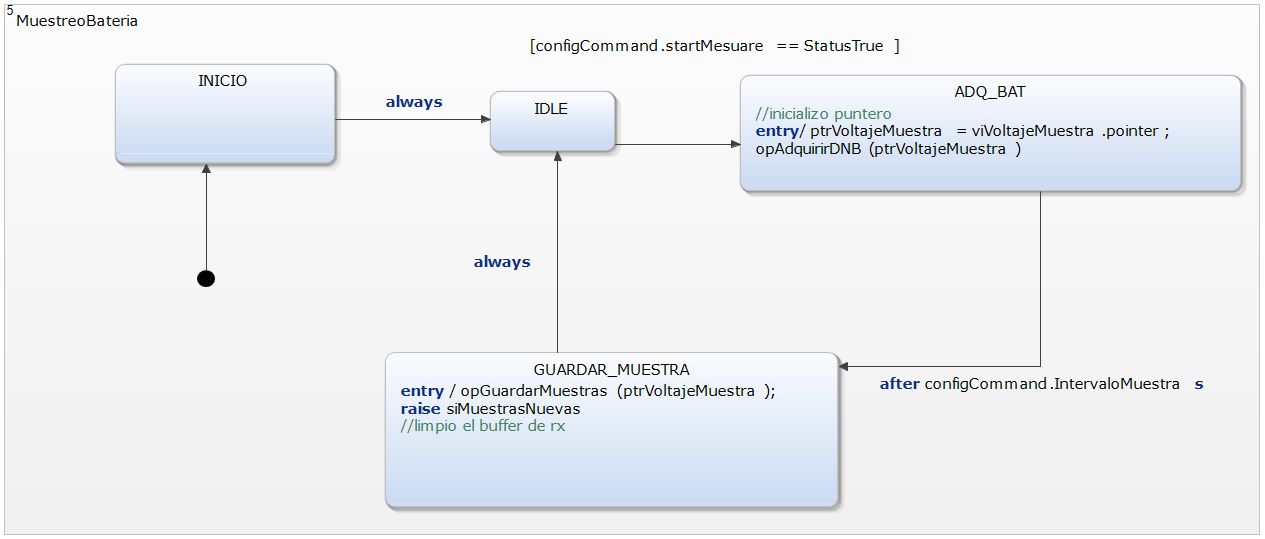 5
MuestreoBateria
[configCommand.startMesuare == StatusTrue ]
INICIO
always
IDLE
ADQ_BAT
//inicializo puntero
entry/ ptrVoltajeMuestra = viVoltajeMuestra .pointer ;
opAdquirirDNB (ptrVoltajeMuestra )
always
GUARDAR_MUESTRA
entry / opGuardarMuestras (ptrVoltajeMuestra );
raise siMuestrasNuevas
//limpio el buffer de rx
after configCommand.IntervaloMuestra s